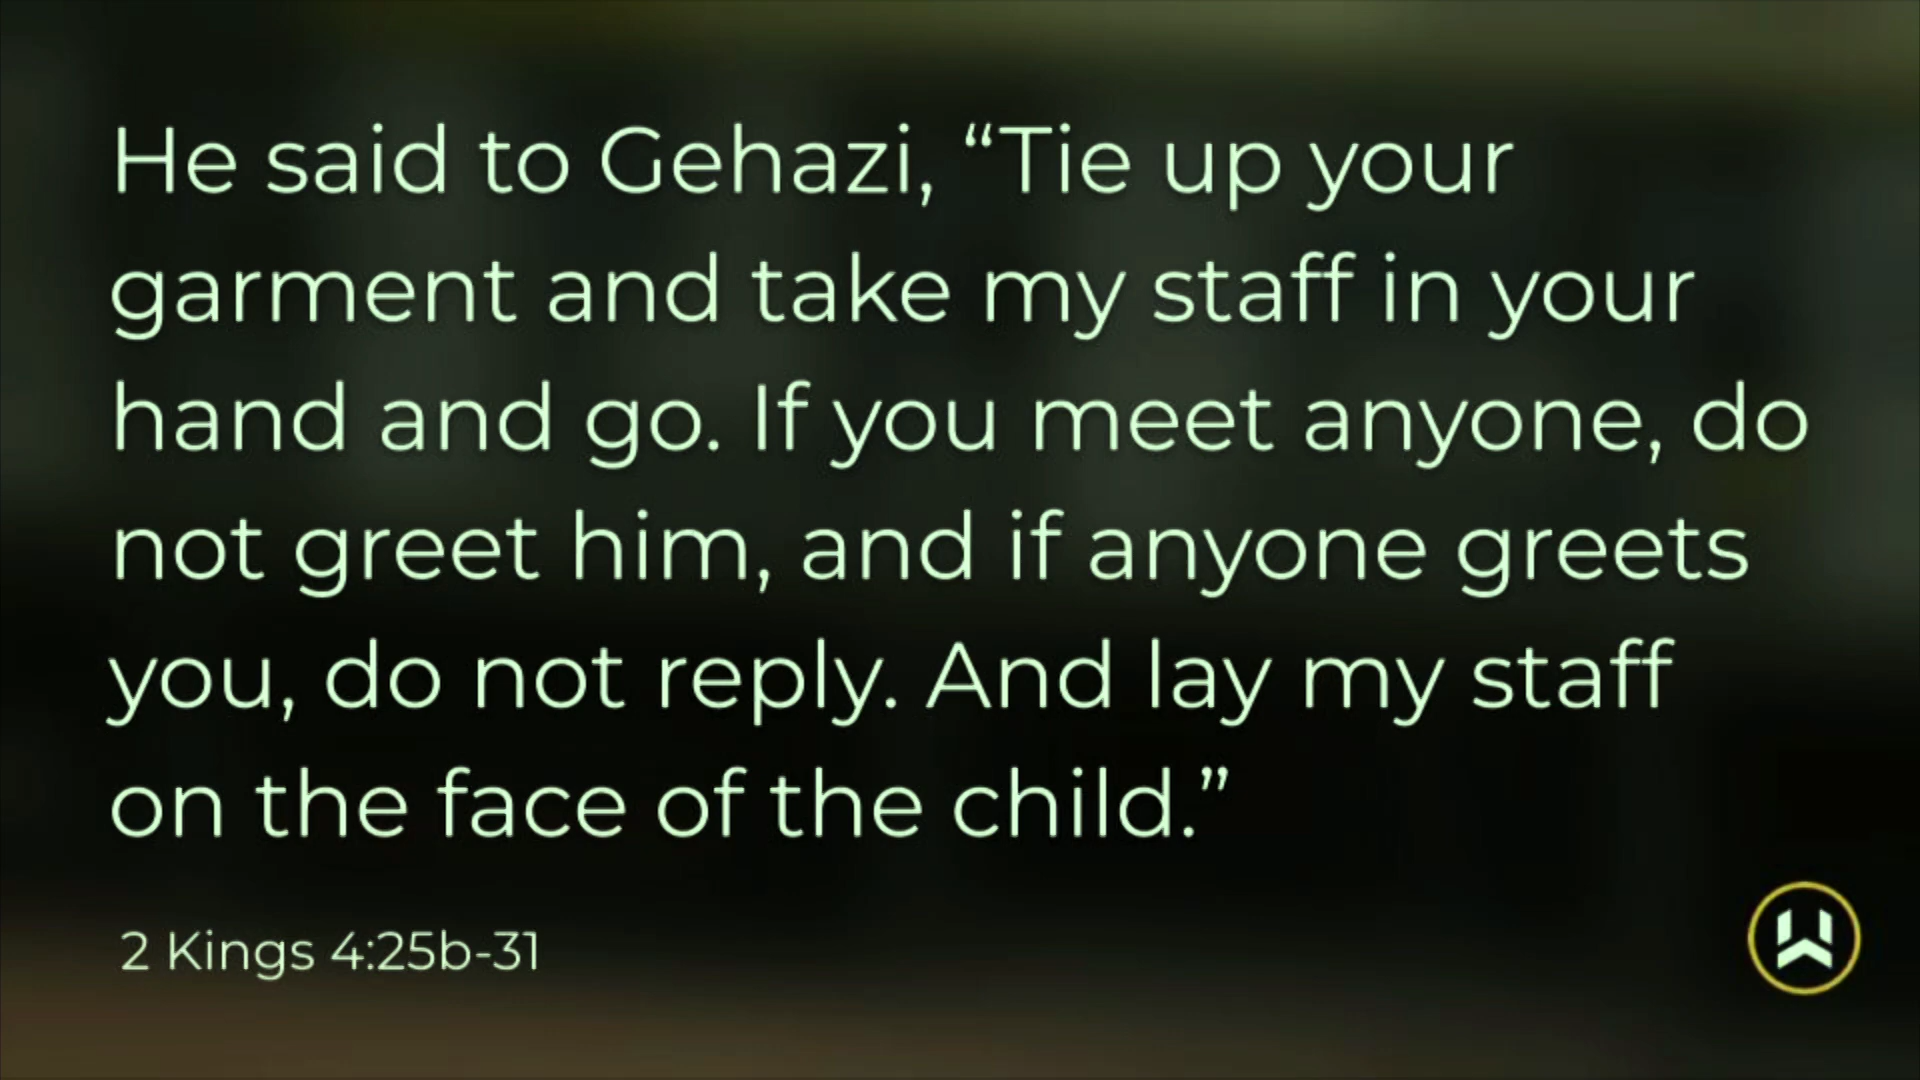 He said to Gehazi, “Tie up your
garment and take my staff in your
hand and go. If you meet anyone, do
not greet him, and if anyone greets
you, do not reply. And lay my staff
on the face of the child.”
2 Kings 4:25b-31